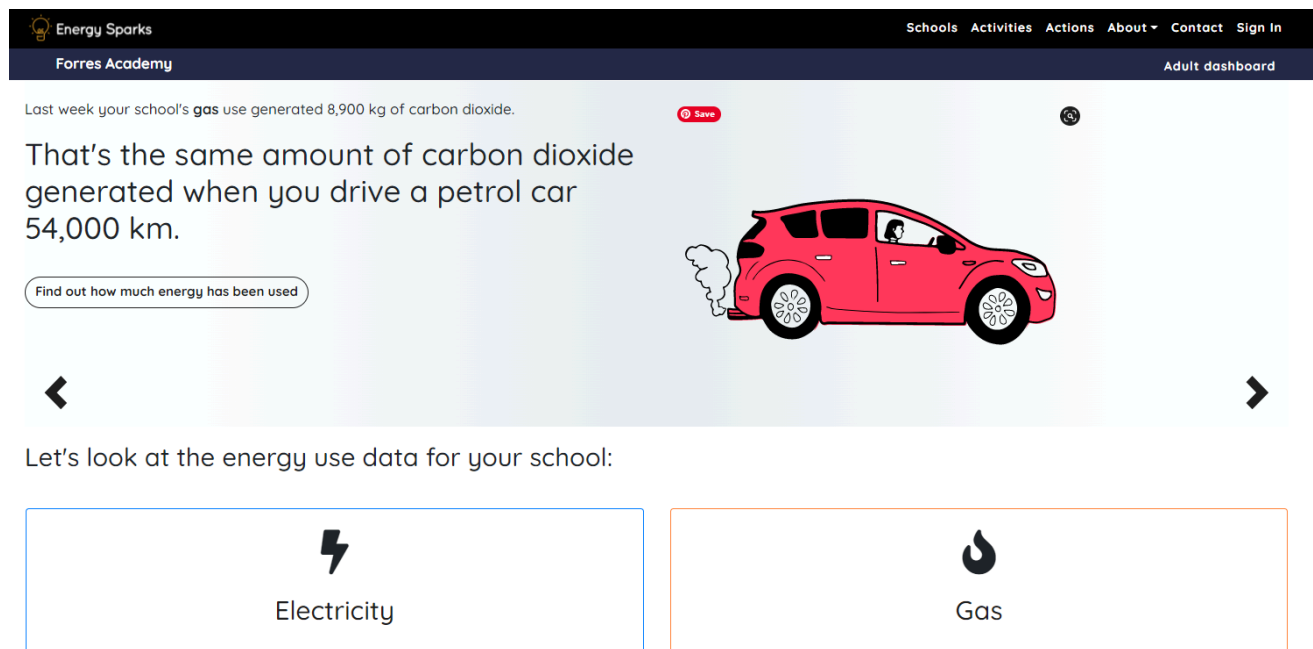 Energy Sparks
Schools Activities Actions About Contact Sign In
Forres Academy
Adult dashboard
Last week your school's gas use generated 8,900 kg of carbon dioxide.
Save
That's the same amount of carbon dioxide
generated when you drive a petrol car
54,000 km.
Find out how much energy has been used
Let's look at the energy use data for your school:
Electricity
Gas